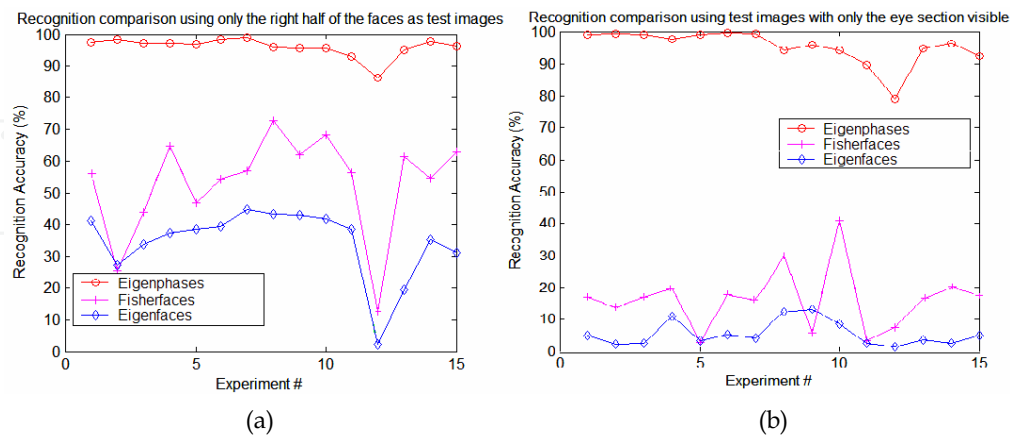 Recognition comparison using only the right half of the faces as test images
100
90
80
70
60
50
40
30
20
10
0
Recognition Accuracy (%)
Eigenphases
Fisherfaces
Eigenfaces
0 5 10 15
Experiment #
(a)
Recognition comparison using test images with only the eye section visible
100
90
80
70
60
50
40
30
20
10
0
Recognition Accuracy (%)
Eigenphases
Fisherfaces
Eigenfaces
0 5 10 15
Experiment #
(b)